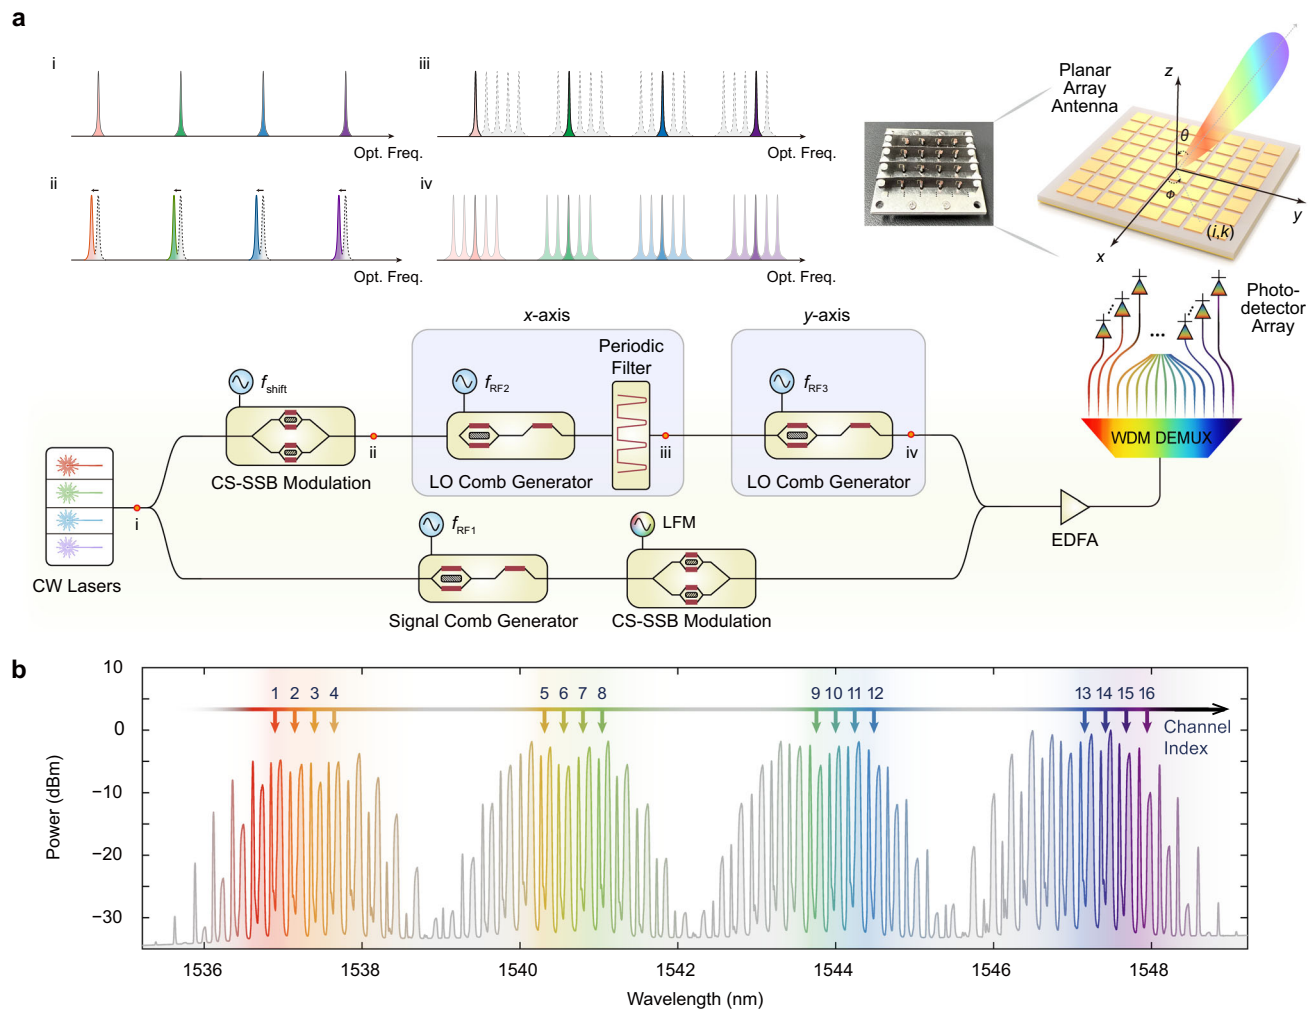 a
i
Opt. Freq.
ii
Opt. Freq.
iii
Opt. Freq.
iv
Opt. Freq.
Planar
Array
Antenna
z
θ
Φ
y
x
(i,k)
Photo-
detector
Array
...
...
...
WDM DEMUX
x-axis
y-axis
Periodic
Filter
fshift
fRF2
fRF3
ii
iii
iv
CS-SSB Modulation
LO Comb Generator
LO Comb Generator
i
CW Lasers
fRF1
LFM
EDFA
Signal Comb Generator
CS-SSB Modulation
b
10
0
−10
−20
−30
Power (dBm)
1 2 3 4 5 6 7 8 9 10 11 12 13 14 15 16
Channel
Index
1536 1538 1540 1542 1544 1546 1548
Wavelength (nm)